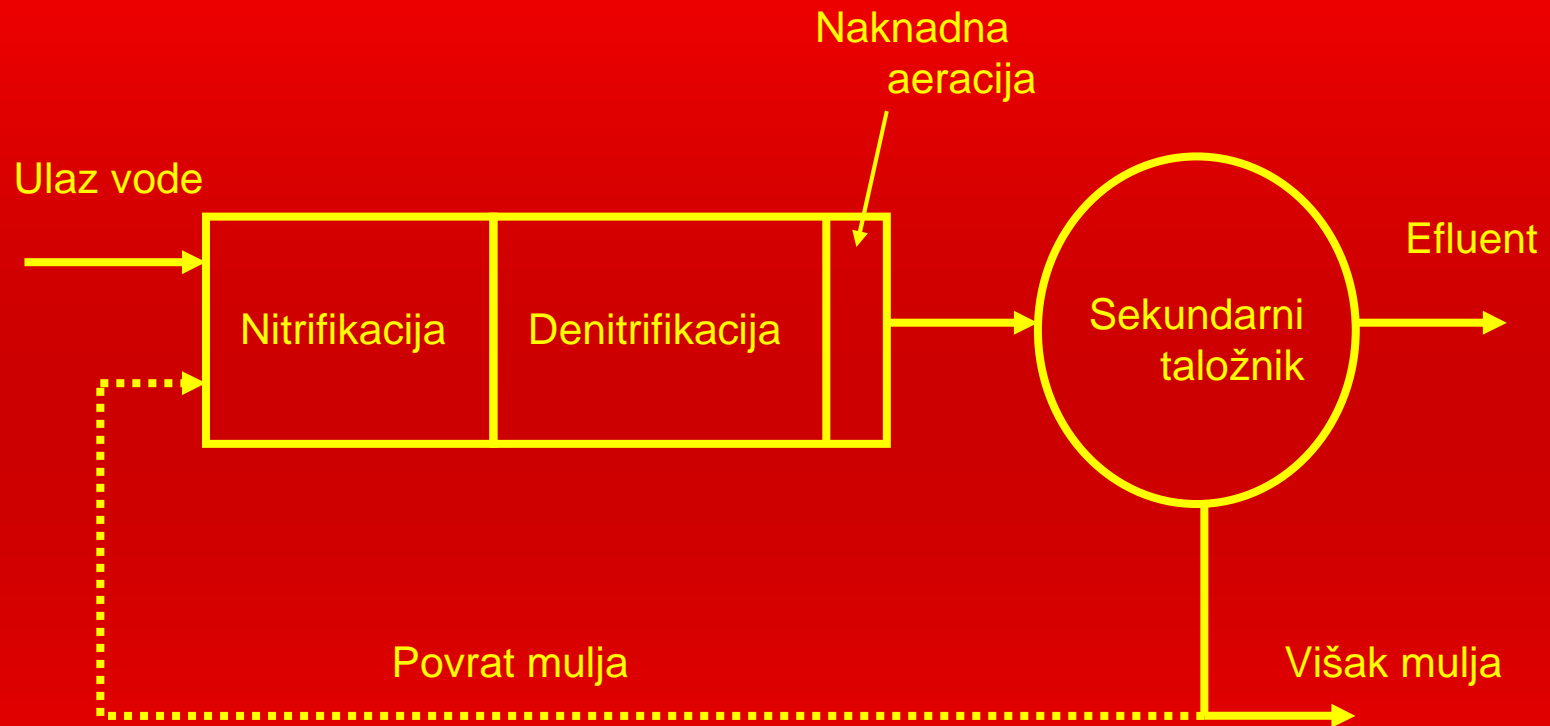 Naknadna
aeracija
Ulaz vode
Efluent
Nitrifikacija
Denitrifikacija
Sekundarni
taložnik
Povrat mulja
Višak mulja